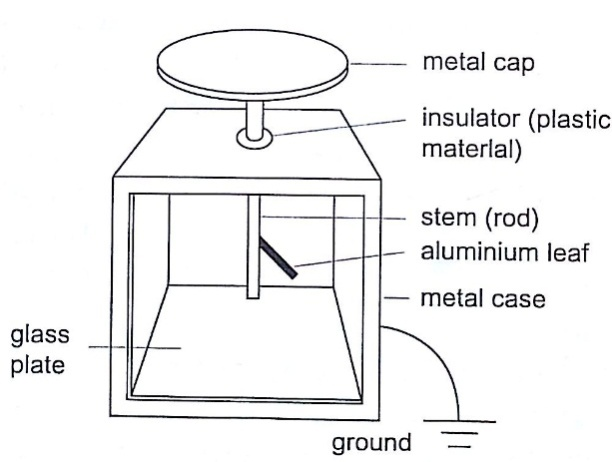 metal cap
insulator (plastic
materlal)
stem (rod)
aluminium leaf
metal case
glass
plate
ground